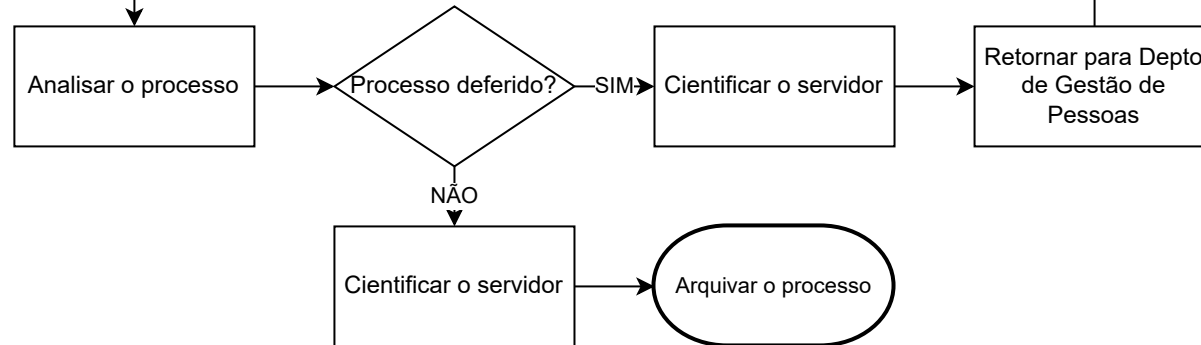 Analisar o processo
Processo deferido?
SIM
Cientificar o servidor
Retornar para Depto
de Gestão de
Pessoas
NÃO
Cientificar o servidor
Arquivar o processo